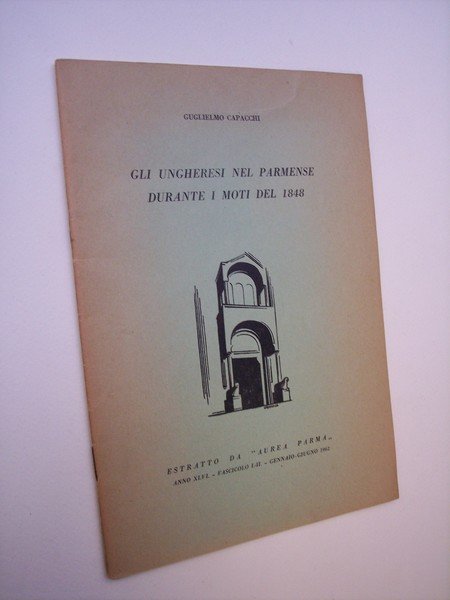 GUGLIELMO CAPACCHI
GLI UNGHERESI NEL PARMENSE
DURANTE I MOTI DEL 1848
ESTRATTO DA "AUREA PARMA„
ANNO XLVI. - FASCICOLO I-II. - GENNAIO-GIUGNO 1962